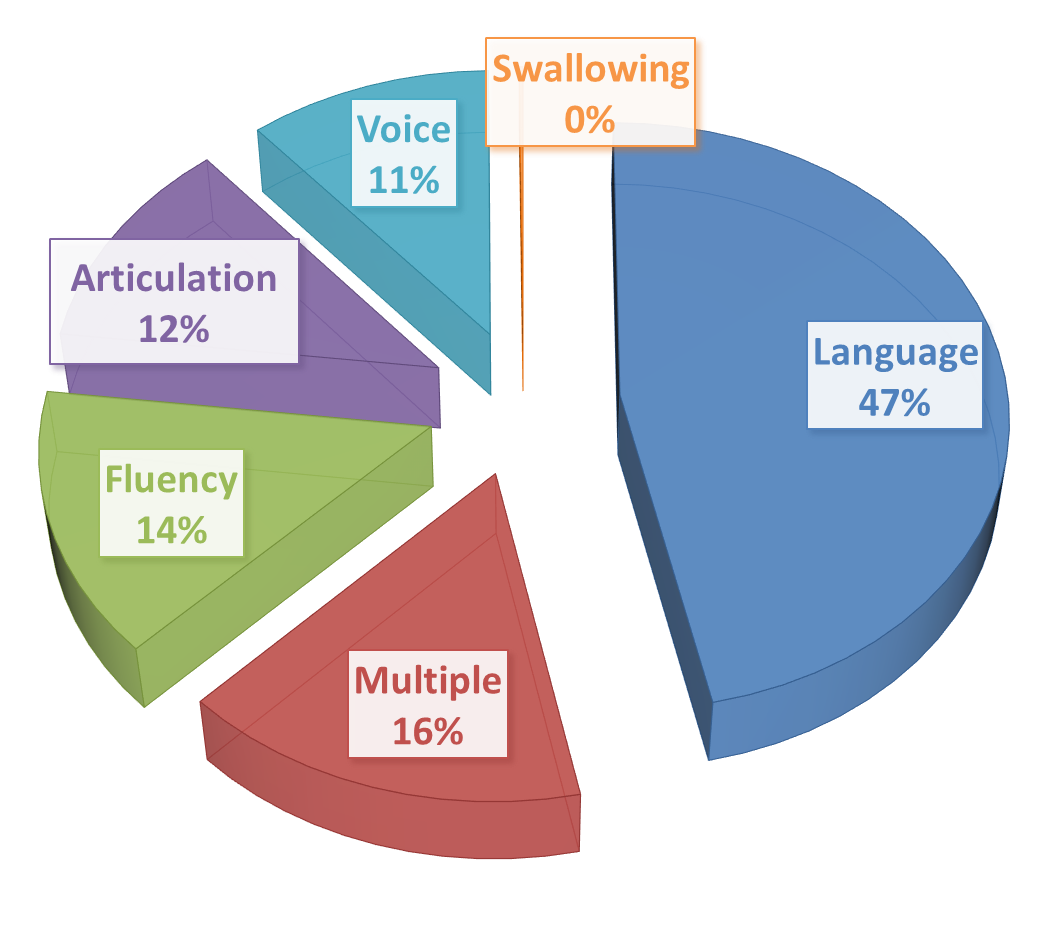 Swallowing
0%
Voice
11%
Articulation
12%
Language
47%
Fluency
14%
Multiple
16%